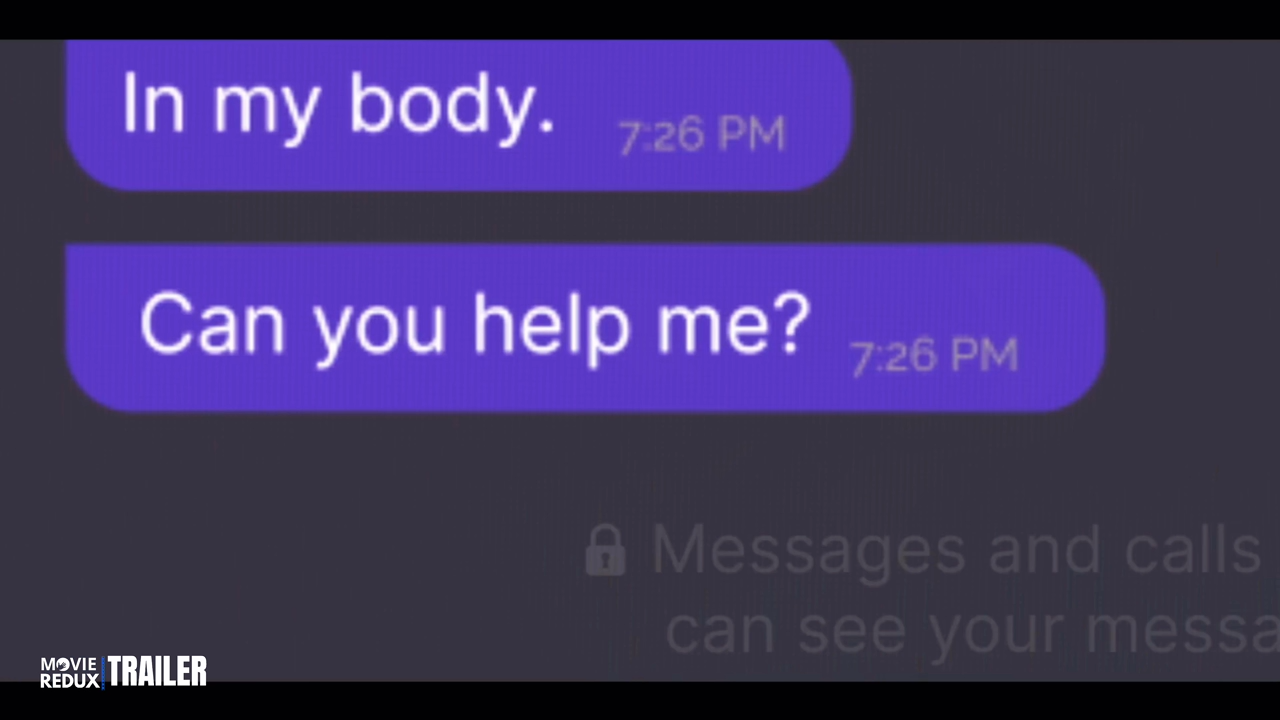 In my body.
7:26 PM
Can you help me?
7:26 PM
Messages and calls
can see your messa
MOVIE
REDUX
TRAILER